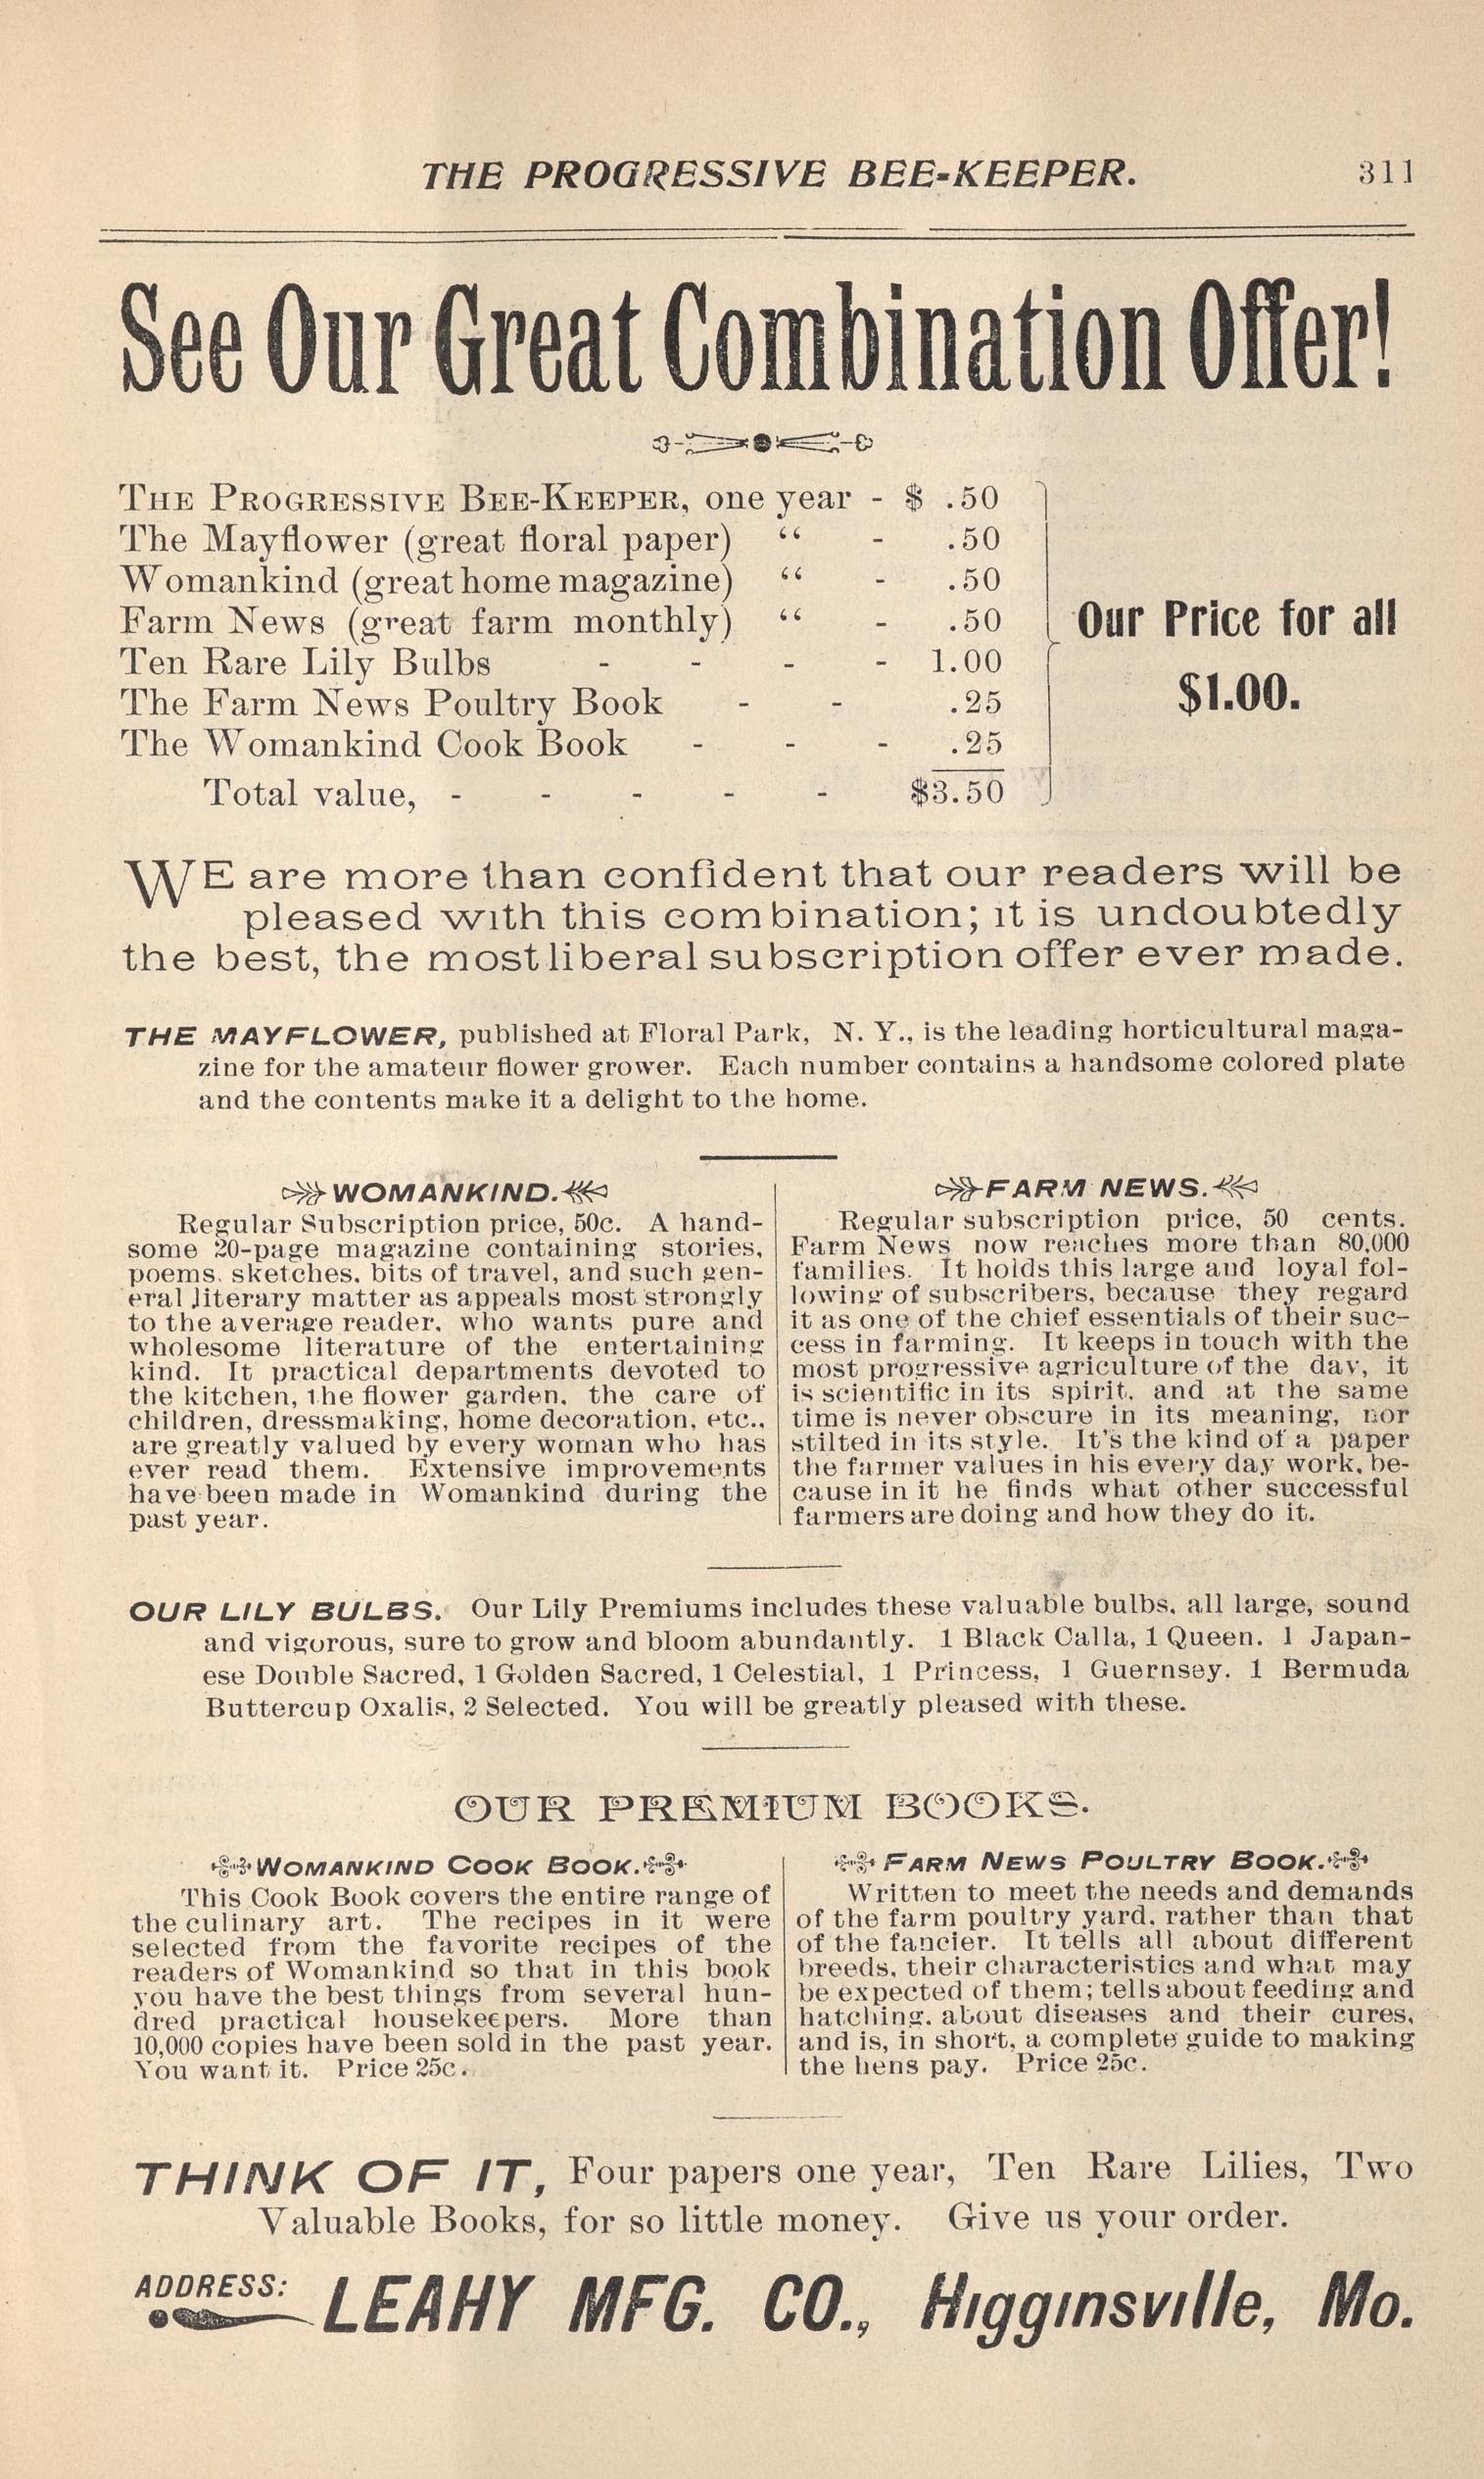 THE PROGRESSIVE BEE-KEEPER. 311
See Our Great Combination Offer!
THE PROGRESSIVE BEE-KEEPER, one year - $ .50
The Mayflower (great floral paper) “ - .50
Womankind (great home magazine) “ - .50
Farm News (great farm monthly) “ - .50
Ten Rare Lily Bulbs - - - - 1.00
The Farm News Poultry Book - - .25
The Womankind Cook Book - - - .25
Total value, - - - - - $3.50
Our Price for all
$1.00.
WE are more than confident that our readers will be
pleased with this combination; it is undoubtedly
the best, the most liberal subscription offer ever made.
THE MAYFLOWER, published at Floral Park, N. Y., is the leading horticultural maga-
zine for the amateur flower grower. Each number contains a handsome colored plate
and the contents make it a delight to the home.
WOMANKIND.
Regular Subscription price, 50c. A hand-
some 20-page magazine containing stories,
poems, sketches, bits of travel, and such gen-
eral literary matter as appeals most strongly
to the average reader, who wants pure and
wholesome literature of the entertaining
kind. It practical departments devoted to
the kitchen, the flower garden, the care of
children, dressmaking, home decoration, etc.,
are greatly valued by every woman who has
ever read them. Extensive improvements
have been made in Womankind during the
past year.
FARM NEWS.
Regular subscription price, 50 cents.
Farm News now reaches more than 80,000
families. It holds this large and loyal fol-
lowing of subscribers, because they regard
it as one of the chief essentials of their suc-
cess in farming. It keeps in touch with the
most progressive agriculture of the day, it
is scientific in its spirit, and at the same
time is never obscure in its meaning, nor
stilted in its style. It's the kind of a paper
the farmer values in his every day work, be-
cause in it he finds what other successful
farmers are doing and how they do it.
OUR LILY BULBS. Our Lily Premiums includes these valuable bulbs, all large, sound
and vigorous, sure to grow and bloom abundantly. 1 Black Calla, 1 Queen. 1 Japan-
ese Double Sacred, 1 Golden Sacred, 1 Celestial, 1 Princess, 1 Guernsey. 1 Bermuda
Buttercup Oxalis, 2 Selected. You will be greatly pleased with these.
OUR PREMIUM BOOKS.
WOMANKIND COOK BOOK.
This Cook Book covers the entire range of
the culinary art. The recipes in it were
selected from the favorite recipes of the
readers of Womankind so that in this book
you have the best things from several hun-
dred practical housekeepers. More than
10,000 copies have been sold in the past year.
You want it. Price 25c.
FARM NEWS POULTRY BOOK.
Written to meet the needs and demands
of the farm poultry yard, rather than that
of the fancier. It tells all about different
breeds, their characteristics and what may
be expected of them; tells about feeding and
hatching, about diseases and their cures,
and is, in short, a complete guide to making
the hens pay. Price 25c.
THINK OF IT, Four papers one year, Ten Rare Lilies, Two
Valuable Books, for so little money. Give us your order.
ADDRESS: LEAHY MFG. CO., Higginsville, Mo.